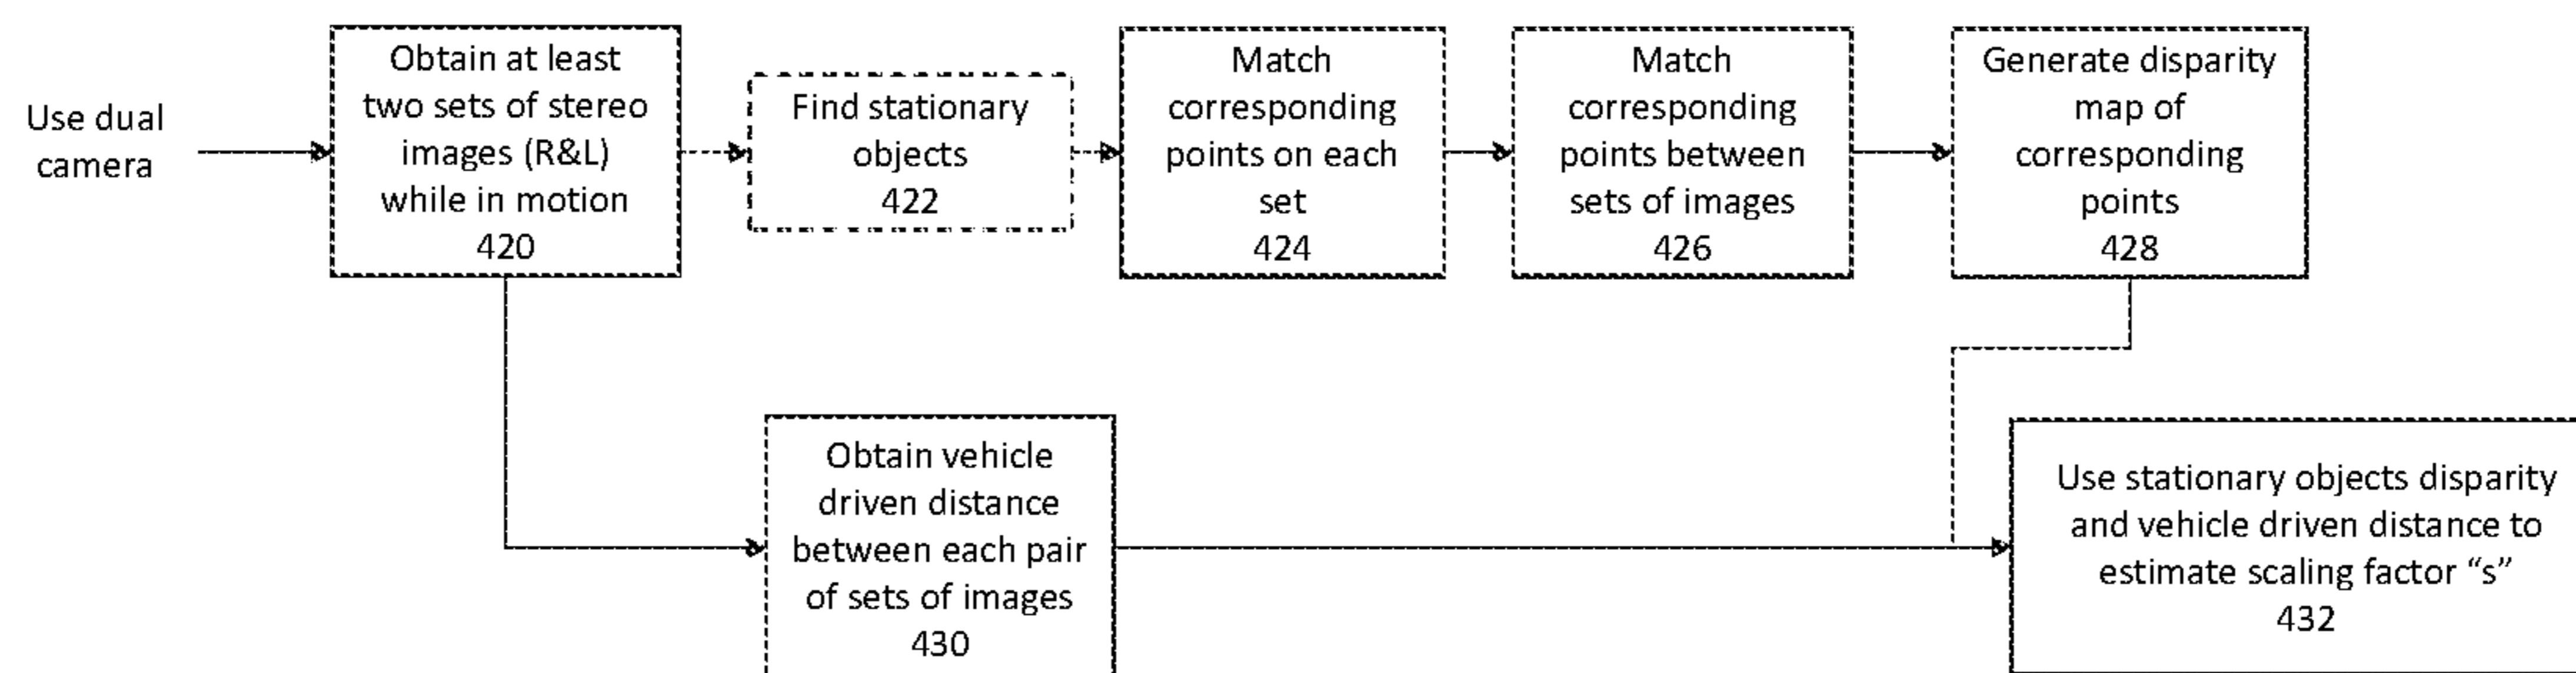 Use dual
camera
Obtain at least
two sets of stereo
images (R&L)
while in motion
420
Find stationary
objects
422
Match
corresponding
points on each
set
424
Match
corresponding
points between
sets of images
426
Generate disparity
map of
corresponding
points
428
Obtain vehicle
driven distance
between each pair
of sets of images
430
Use stationary objects disparity
and vehicle driven distance to
estimate scaling factor “s”
432